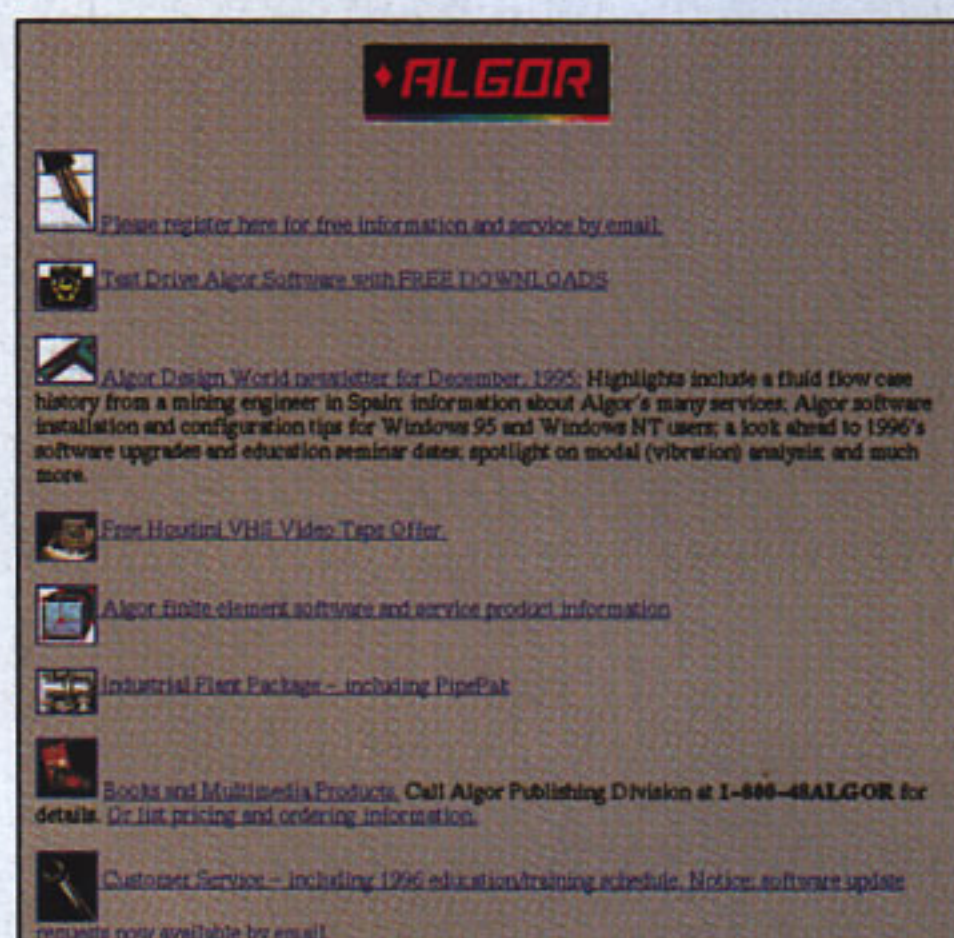 ALGOR
Please register here for free information and service by email.
Test Drive Algor Software with FREE DOWNLOADS
Algor Design World newsletter for December, 1995: Highlights include a fluid flow case
history from a mining engineer in Spain; information about Algor's many services; Algor software
installation and configuration tips for Windows 95 and Windows NT users; a look ahead to 1996's
software upgrades and education seminar dates; spotlight on modal (vibration) analysis; and much
more.
Free Houdini VHS Video Tape Offer.
Algor finite element software and service product information
Industrial Plant Package - including PipePak
Books and Multimedia Products. Call Algor Publishing Division at 1-800-48ALGOR for
details. Or list pricing and ordering information.
Customer Service - including 1996 education/training schedule. Notice: software update
requests now available by email.